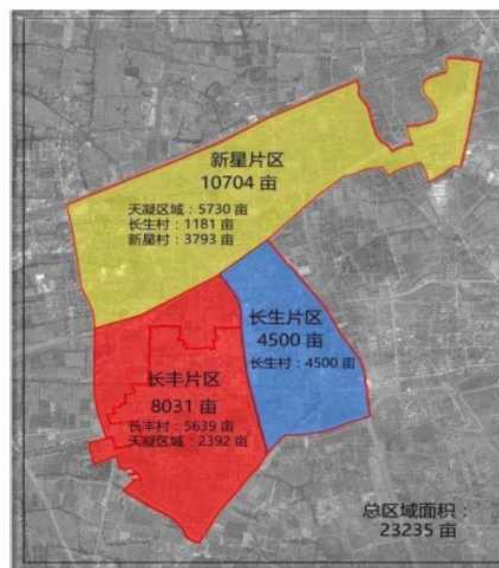 新星片区
10704 亩
天凝区域：5730 亩
长生村：1181 亩
新星村：3793 亩
长生片区
4500 亩
长生村：4500 亩
长丰片区
8031 亩
长丰村：5639 亩
天凝区域：2392 亩
总区域面积：
23235 亩